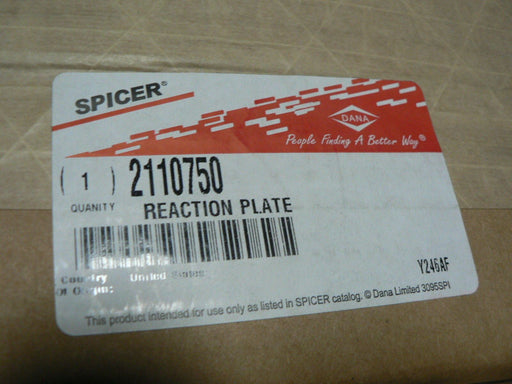 SPICER®
DANA
People Finding A Better Way®
( 1 ) 2110750
QUANTITY REACTION PLATE
Country United States
Of Origin:
Y246AF
This product intended for use only as listed in SPICER catalog. © Dana Limited 3095SPI